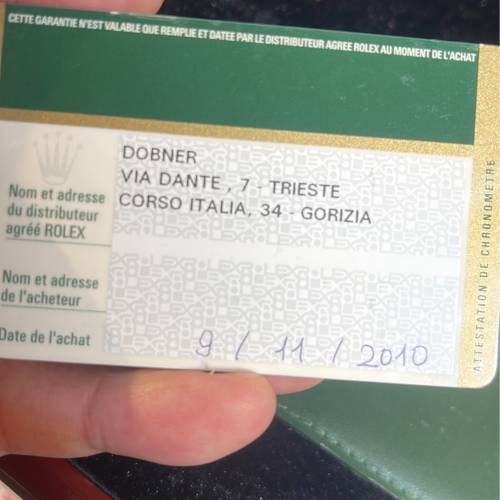 CETTE GARANTIE N'EST VALABLE QUE REMPLIE ET DATEE PAR LE DISTRIBUTEUR AGREE ROLEX AU MOMENT DE L'ACHAT
Nom et adresse
du distributeur
agréé ROLEX
DOBNER
VIA DANTE , 7 - TRIESTE
CORSO ITALIA, 34 - GORIZIA
Nom et adresse
de l'acheteur
Date de l'achat
9 / 11 / 2010
ATTESTATION DE CHRONOMETRE